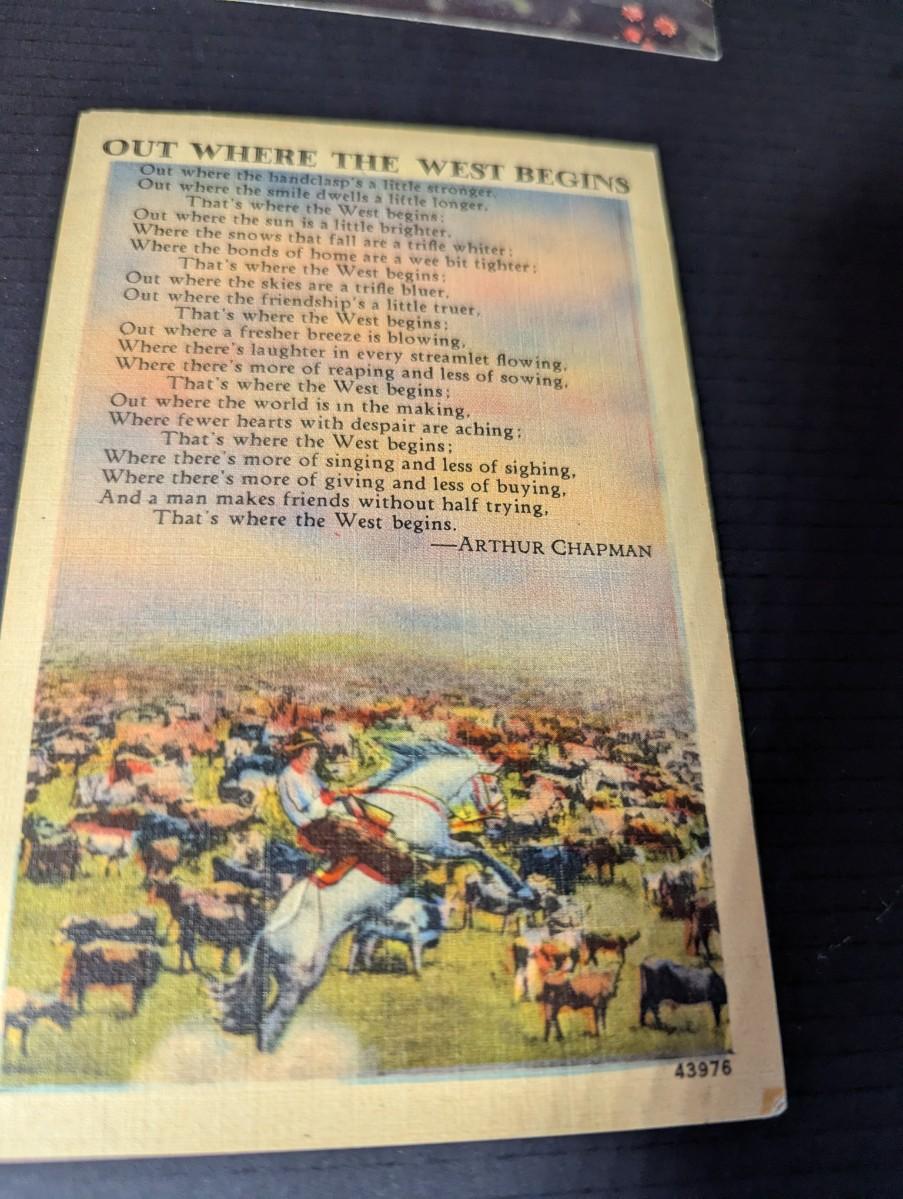 OUT WHERE THE WEST BEGINS
Out where the handclasp's a little stronger,
Out where the smile dwells a little longer,
That's where the West begins;
Out where the sun is a little brighter,
Where the snows that fall are a trifle whiter;
Where the bonds of home are a wee bit tighter;
That's where the West begins;
Out where the skies are a trifle bluer,
Out where the friendship's a little truer,
That's where the West begins;
Out where a fresher breeze is blowing,
Where there's laughter in every streamlet flowing,
Where there's more of reaping and less of sowing,
That's where the West begins;
Out where the world is in the making,
Where fewer hearts with despair are aching;
That's where the West begins;
Where there's more of singing and less of sighing,
Where there's more of giving and less of buying,
And a man makes friends without half trying,
That's where the West begins.
—ARTHUR CHAPMAN
43976